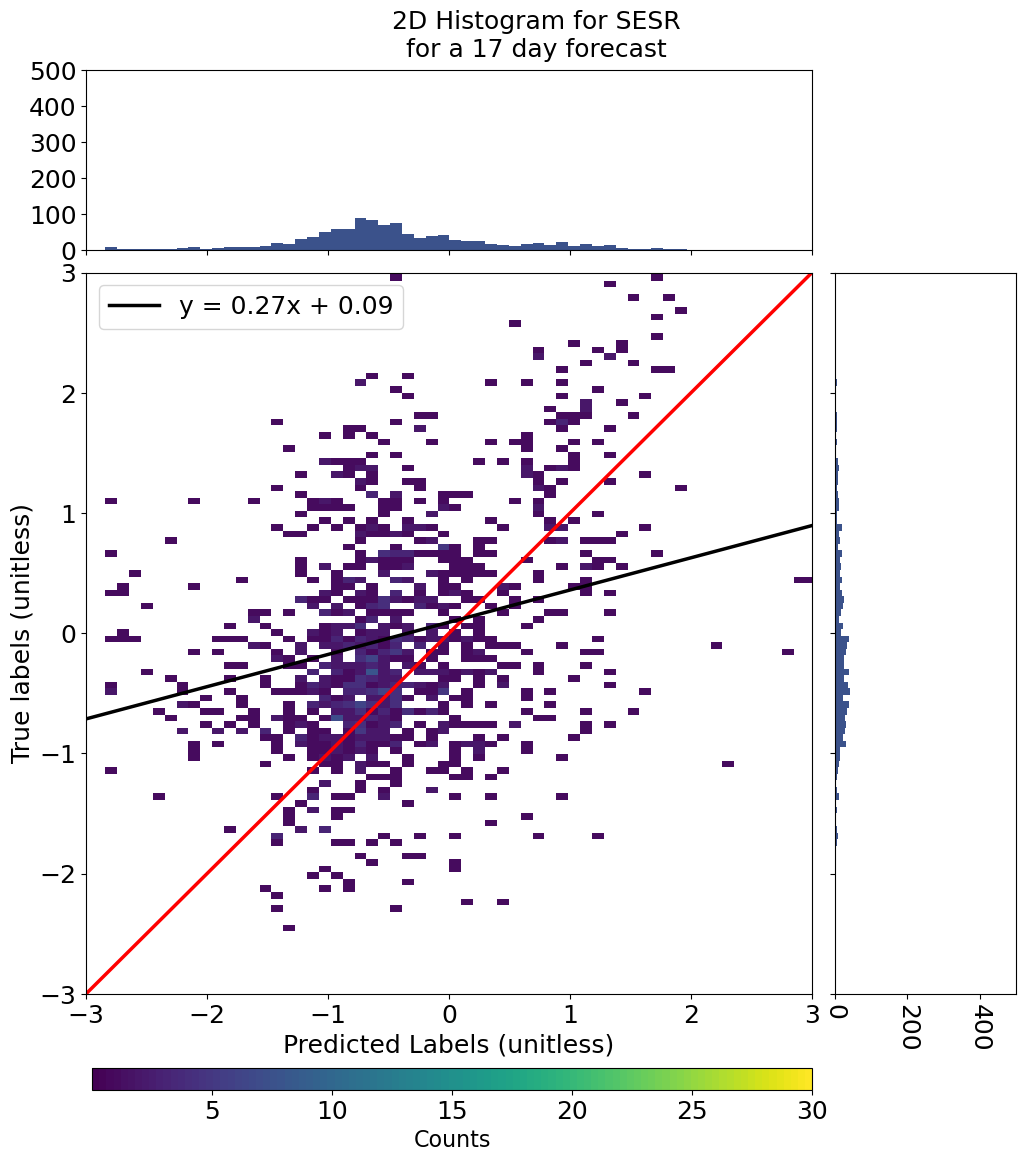 2D Histogram for SESR
for a 17 day forecast
500
400
300
200
100
0
3
2
1
0
−1
−2
−3
True labels (unitless)
y = 0.27x + 0.09
−3 −2 −1 0 1 2 3
Predicted Labels (unitless)
0 200 400
5 10 15 20 25 30
Counts